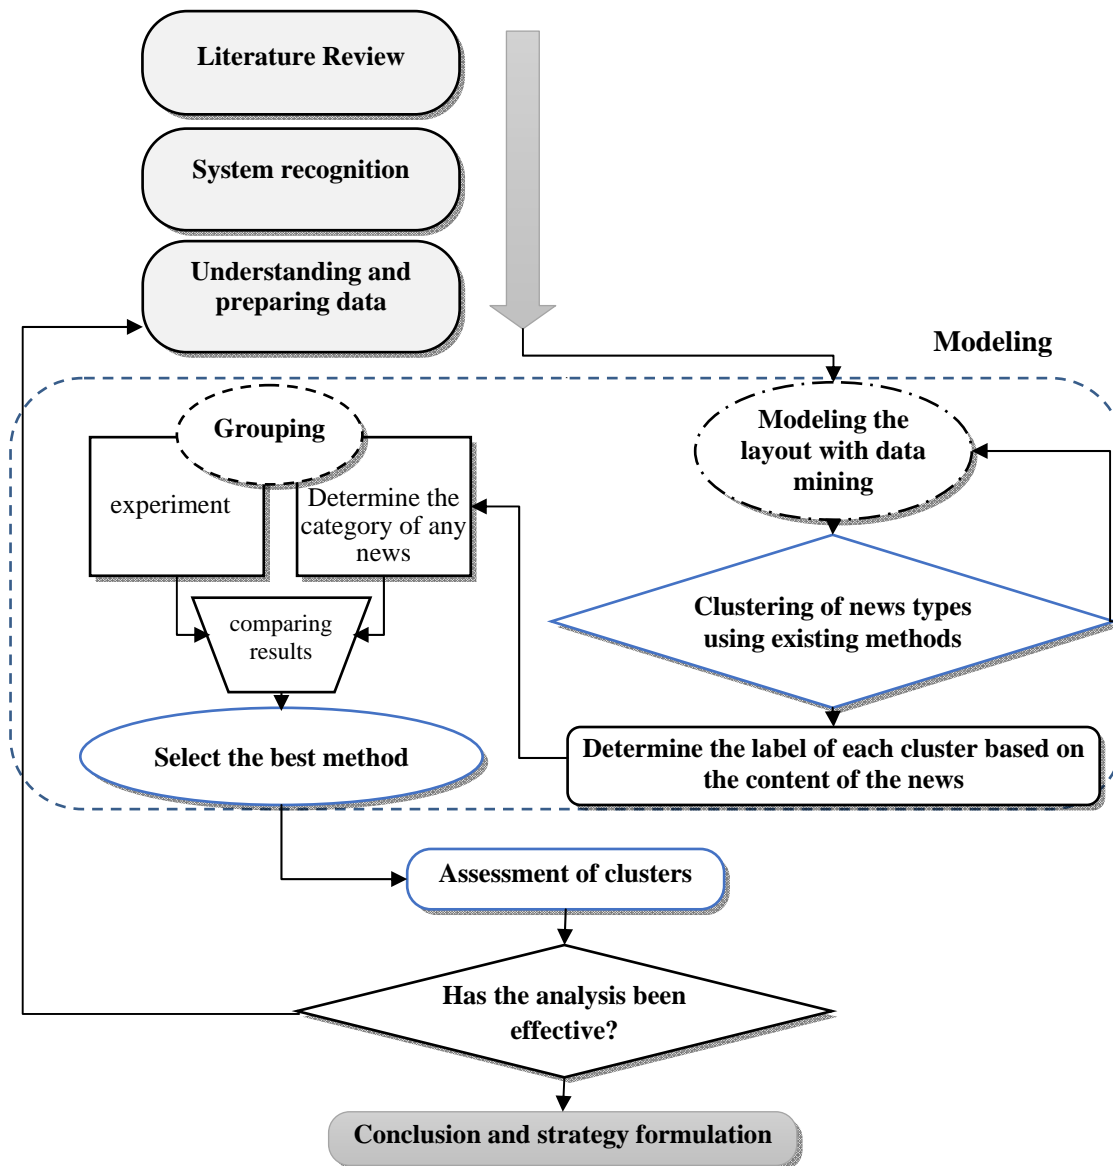 Literature Review
System recognition
Understanding and
preparing data
Modeling
Grouping
experiment
Determine the
category of any
news
comparing
results
Select the best method
Modeling the
layout with data
mining
Clustering of news types
using existing methods
Determine the label of each cluster based on
the content of the news
Assessment of clusters
Has the analysis been
effective?
Conclusion and strategy formulation